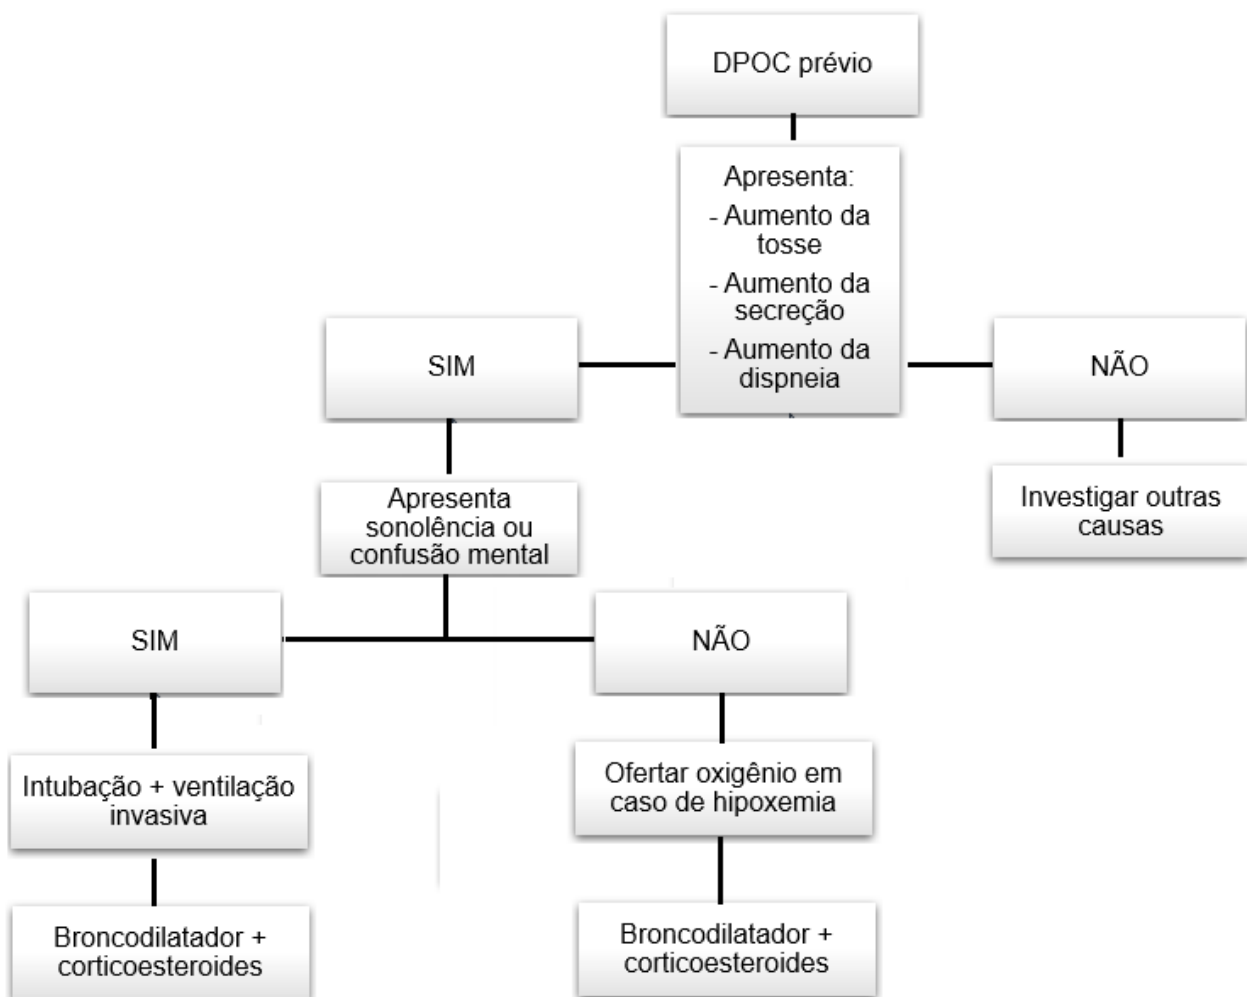 DPOC prévio
Apresenta:
- Aumento da
tosse
- Aumento da
secreção
- Aumento da
dispneia
SIM
NÃO
Apresenta
sonolência ou
confusão mental
Investigar outras
causas
SIM
NÃO
Intubação + ventilação
invasiva
Ofertar oxigênio em
caso de hipoxemia
Broncodilatador +
corticoesteroides
Broncodilatador +
corticoesteroides